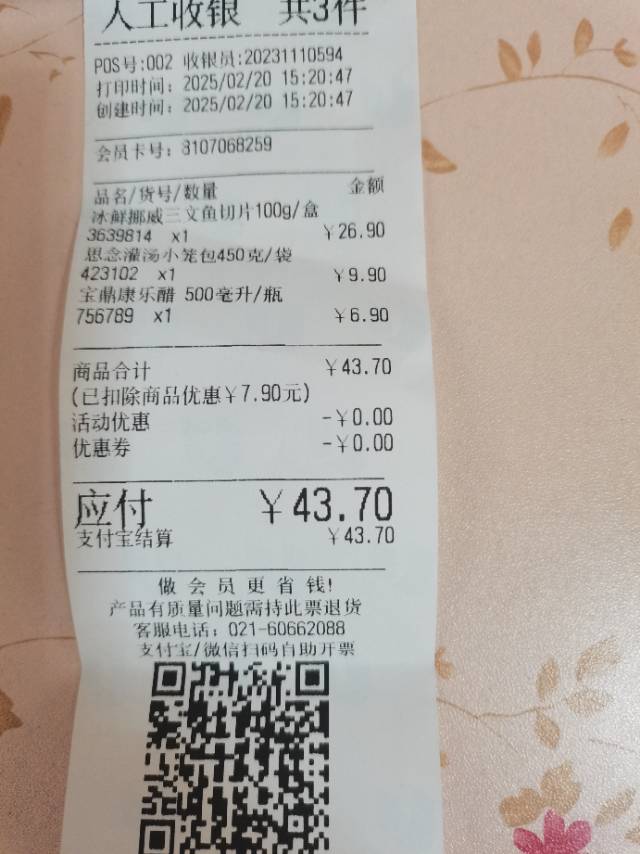 人工收银 共3件
POS号:002 收银员:20231110594
打印时间: 2025/02/20 15:20:47
创建时间: 2025/02/20 15:20:47
会员卡号: 3107068259
品名/货号/数量 金额
冰鲜挪威三文鱼切片100g/盒
3639814 x1 ￥26.90
思念灌汤小笼包450克/袋
423102 x1 ￥9.90
宝鼎康乐醋 500毫升/瓶
756789 x1 ￥6.90
商品合计 ￥43.70
(已扣除商品优惠￥7.90元)
活动优惠 -￥0.00
优惠券 -￥0.00
应付 ￥43.70
支付宝结算 ￥43.70
做会员更省钱!
产品有质量问题需持此票退货
客服电话: 021-60662088
支付宝/微信扫码自助开票